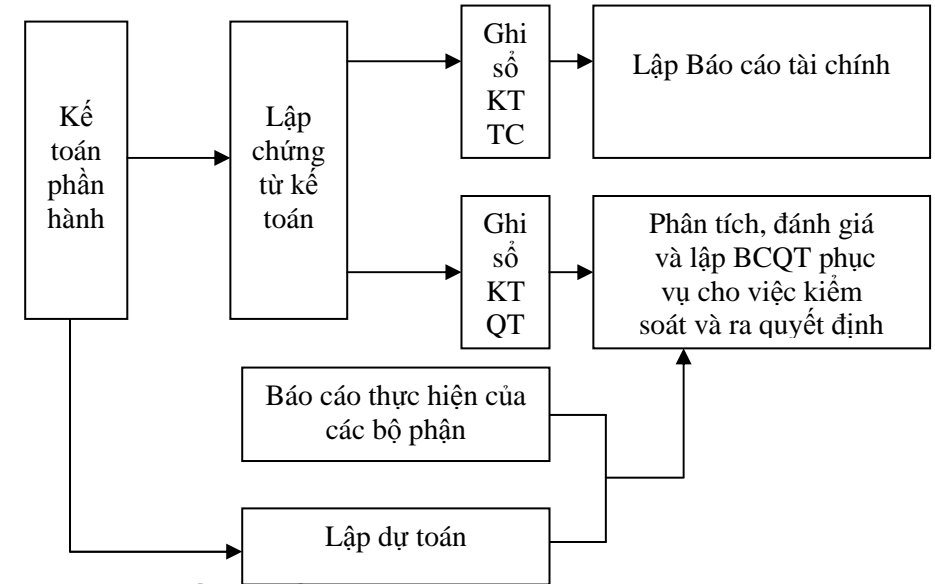 Kế
toán
phần
hành
Lập
chứng
từ kế
toán
Ghi
sổ
KT
TC
Lập Báo cáo tài chính
Ghi
sổ
KT
QT
Phân tích, đánh giá
và lập BCQT phục
vụ cho việc kiểm
soát và ra quyết định
Báo cáo thực hiện của
các bộ phận
Lập dự toán